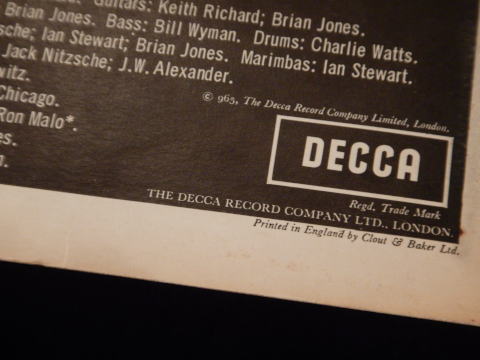 Guitars: Keith Richard; Brian Jones.
Brian Jones. Bass: Bill Wyman. Drums: Charlie Watts.
sche; Ian Stewart; Brian Jones. Marimbas: Ian Stewart.
Jack Nitzsche; J.W. Alexander.
witz.
Chicago.
Ron Malo*.
es.
n.
© 965, The Decca Record Company Limited, London.
DECCA
Regd. Trade Mark
THE DECCA RECORD COMPANY LTD., LONDON.
Printed in England by Clout & Baker Ltd.